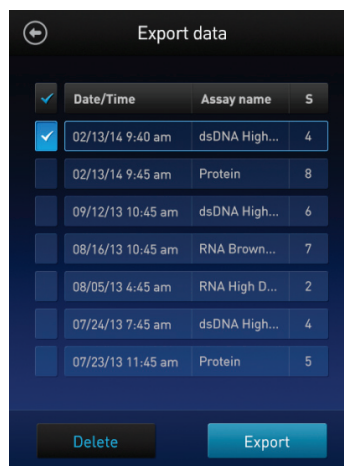 Export data
Date/Time Assay name S
02/13/14 9:40 am dsDNA High... 4
02/13/14 9:45 am Protein 8
09/12/13 10:45 am dsDNA High... 6
08/16/13 10:45 am RNA Brown... 7
08/05/13 4:45 am RNA High D... 2
07/24/13 7:45 am dsDNA High... 4
07/23/13 11:45 am Protein 5
Delete Export